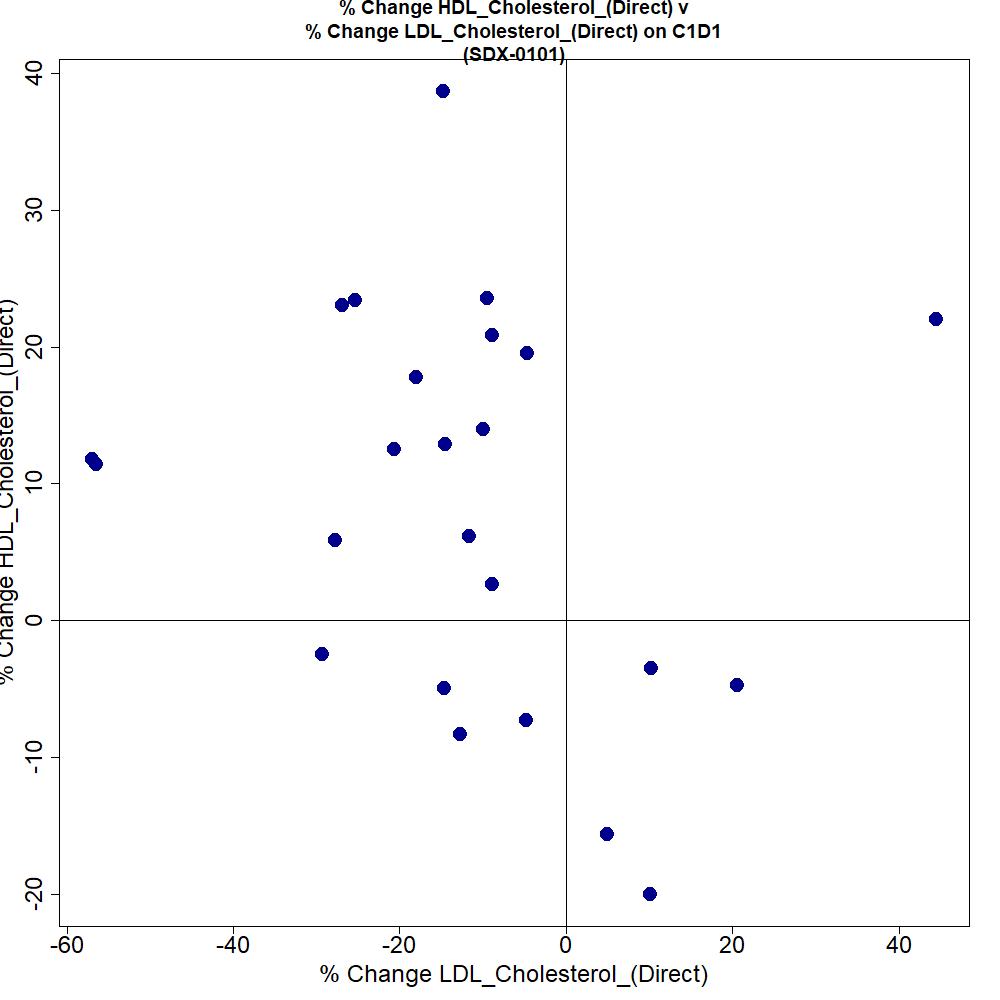 % Change HDL_Cholesterol_(Direct) v
% Change LDL_Cholesterol_(Direct) on C1D1
(SDX-0101)
% Change HDL_Cholesterol_(Direct)
40
30
20
10
0
-10
-20
-60
-40
-20
0
20
40
% Change LDL_Cholesterol_(Direct)